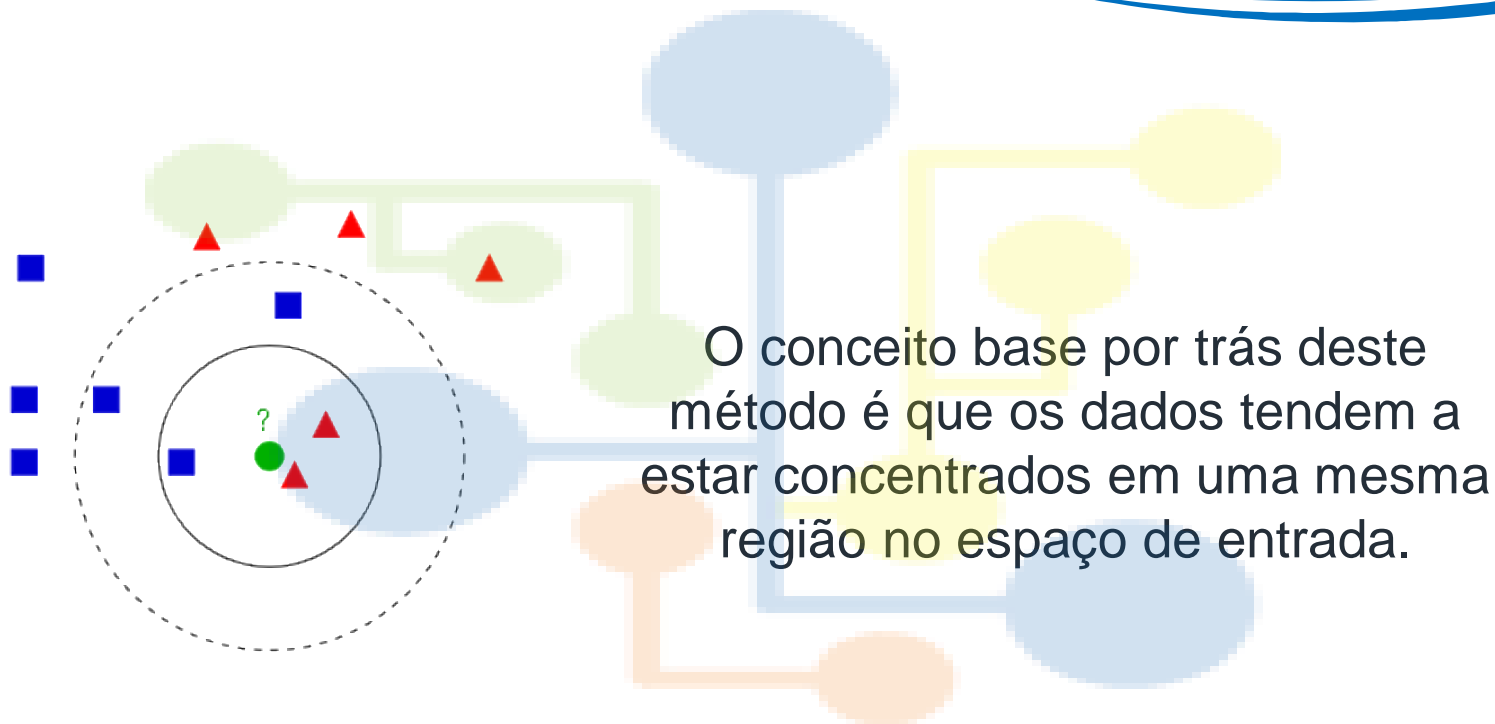 ?
O conceito base por trás deste
método é que os dados tendem a
estar concentrados em uma mesma
região no espaço de entrada.